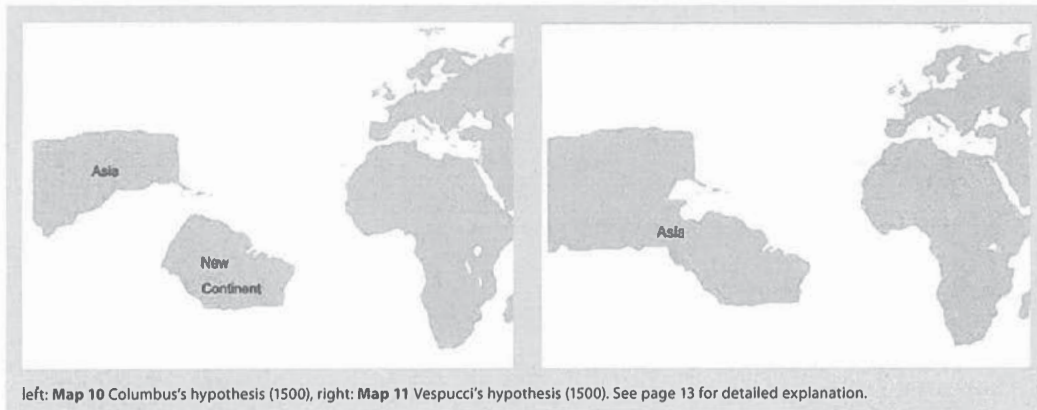 Asia
New
Continent
Asia
left: Map 10 Columbus's hypothesis (1500), right: Map 11 Vespucci's hypothesis (1500). See page 13 for detailed explanation.